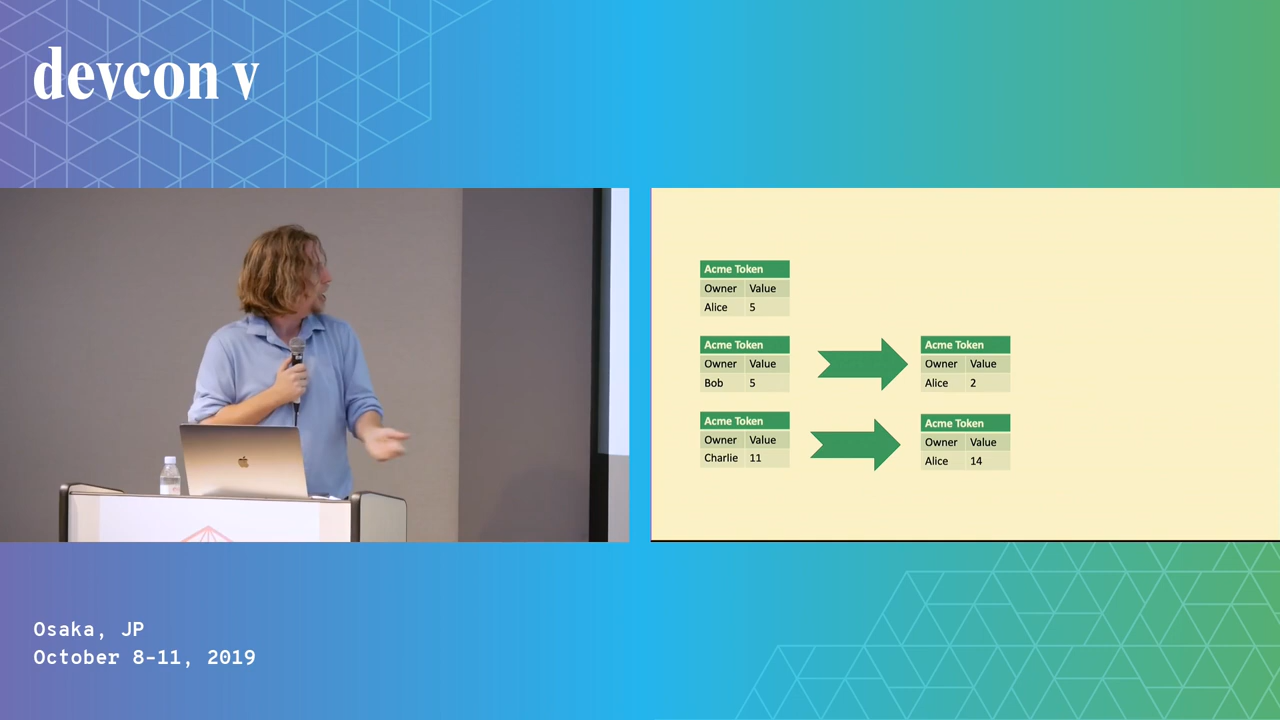 devcon v
Acme Token
Owner Value
Alice 5
Acme Token
Owner Value
Bob 5
Acme Token
Owner Value
Alice 2
Acme Token
Owner Value
Charlie 11
Acme Token
Owner Value
Alice 14
Osaka, JP
October 8-11, 2019